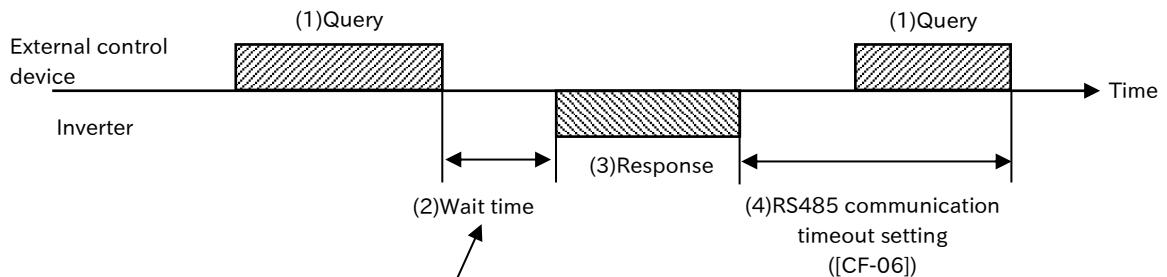 (1)Query
(1)Query
External control
device
Time
Inverter
(3)Response
(2)Wait time
(4)RS485 communication
timeout setting
([CF-06])